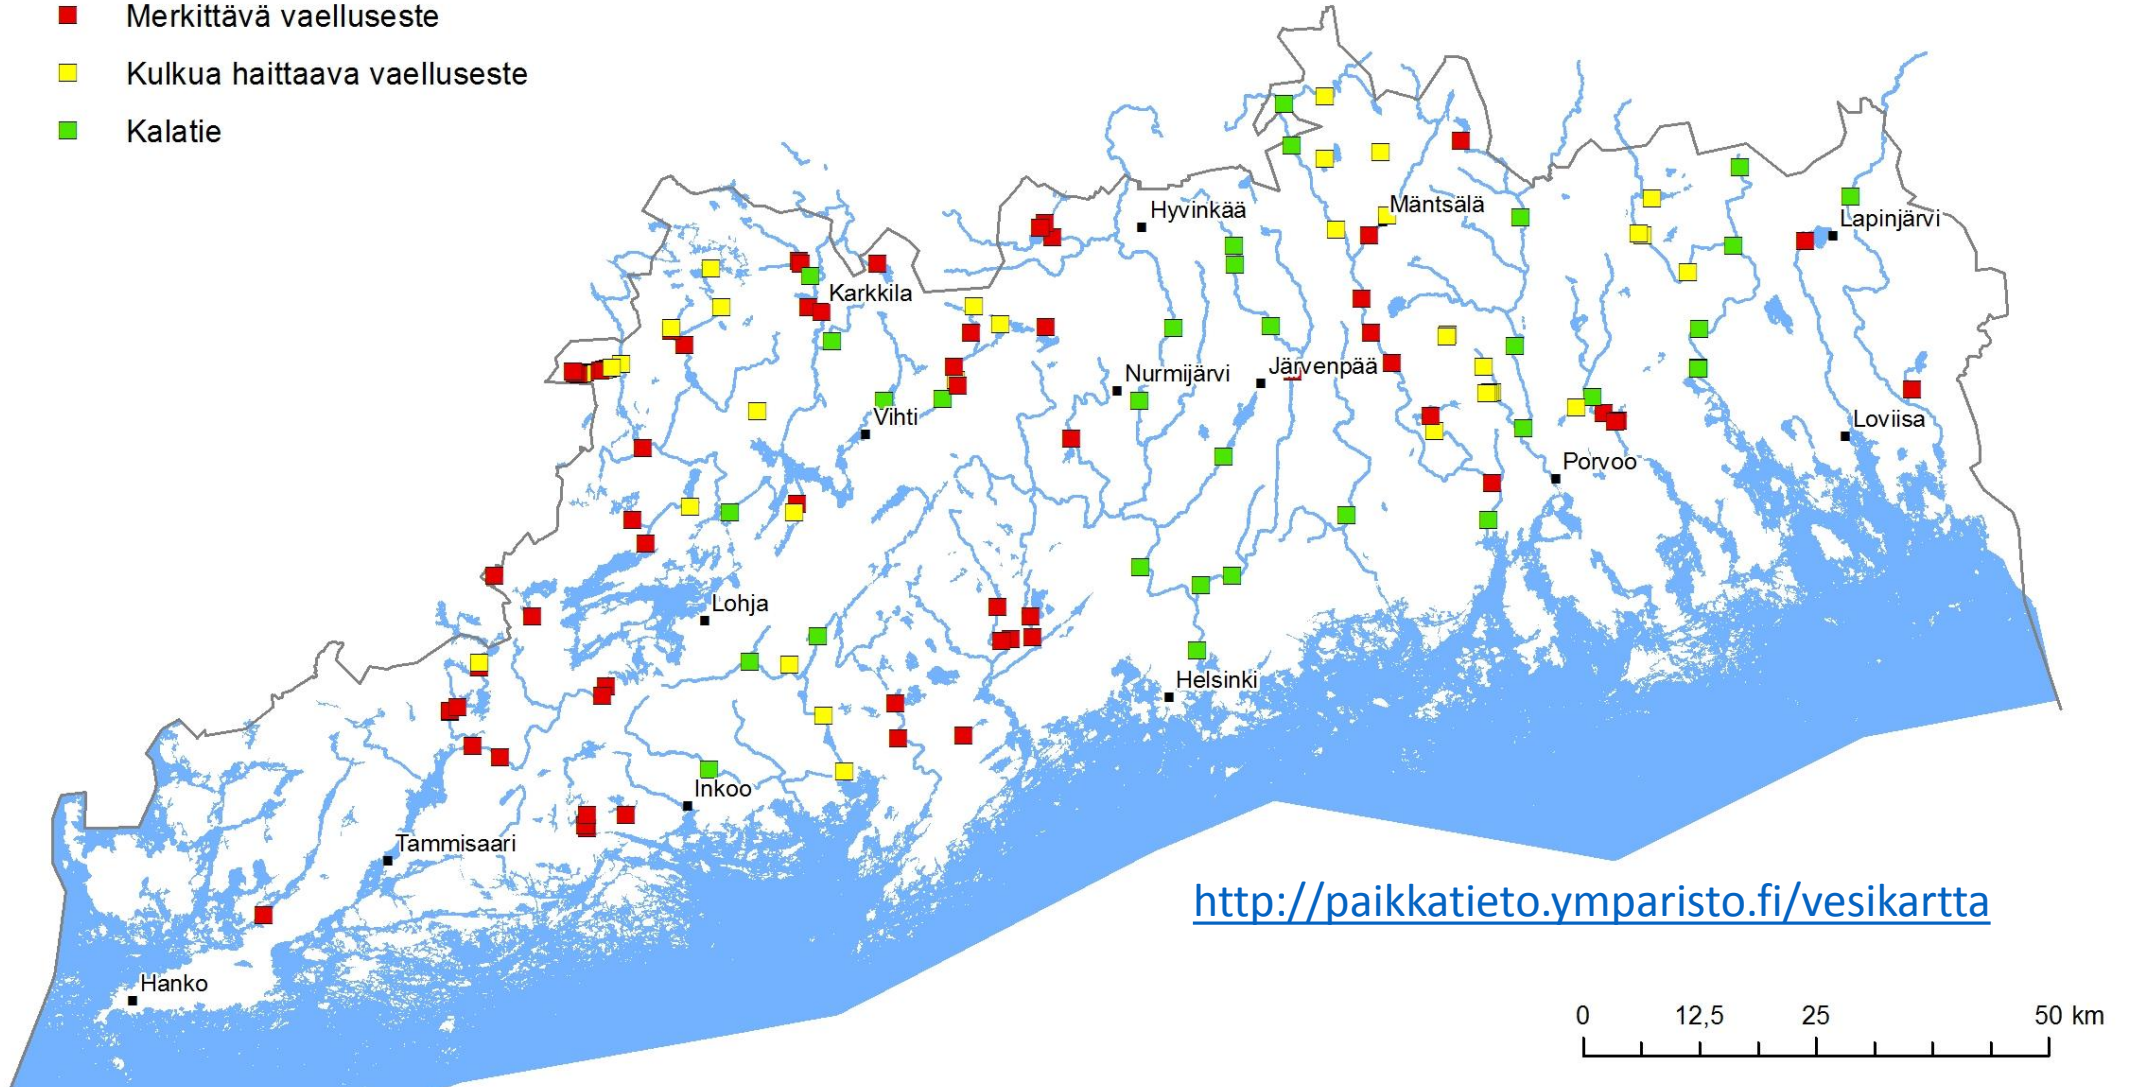 Merkittävä vaelluseste
Kulkua haittaava vaelluseste
Kalatie
Hyvinkää
Mäntsälä
Lapinjärvi
Karkkila
Nurmijärvi
Järvenpää
Vihti
Loviisa
Porvoo
Lohja
Helsinki
Inkoo
Tammisaari
http://paikkatieto.ymparisto.fi/vesikartta
Hanko
0 12,5 25 50 km